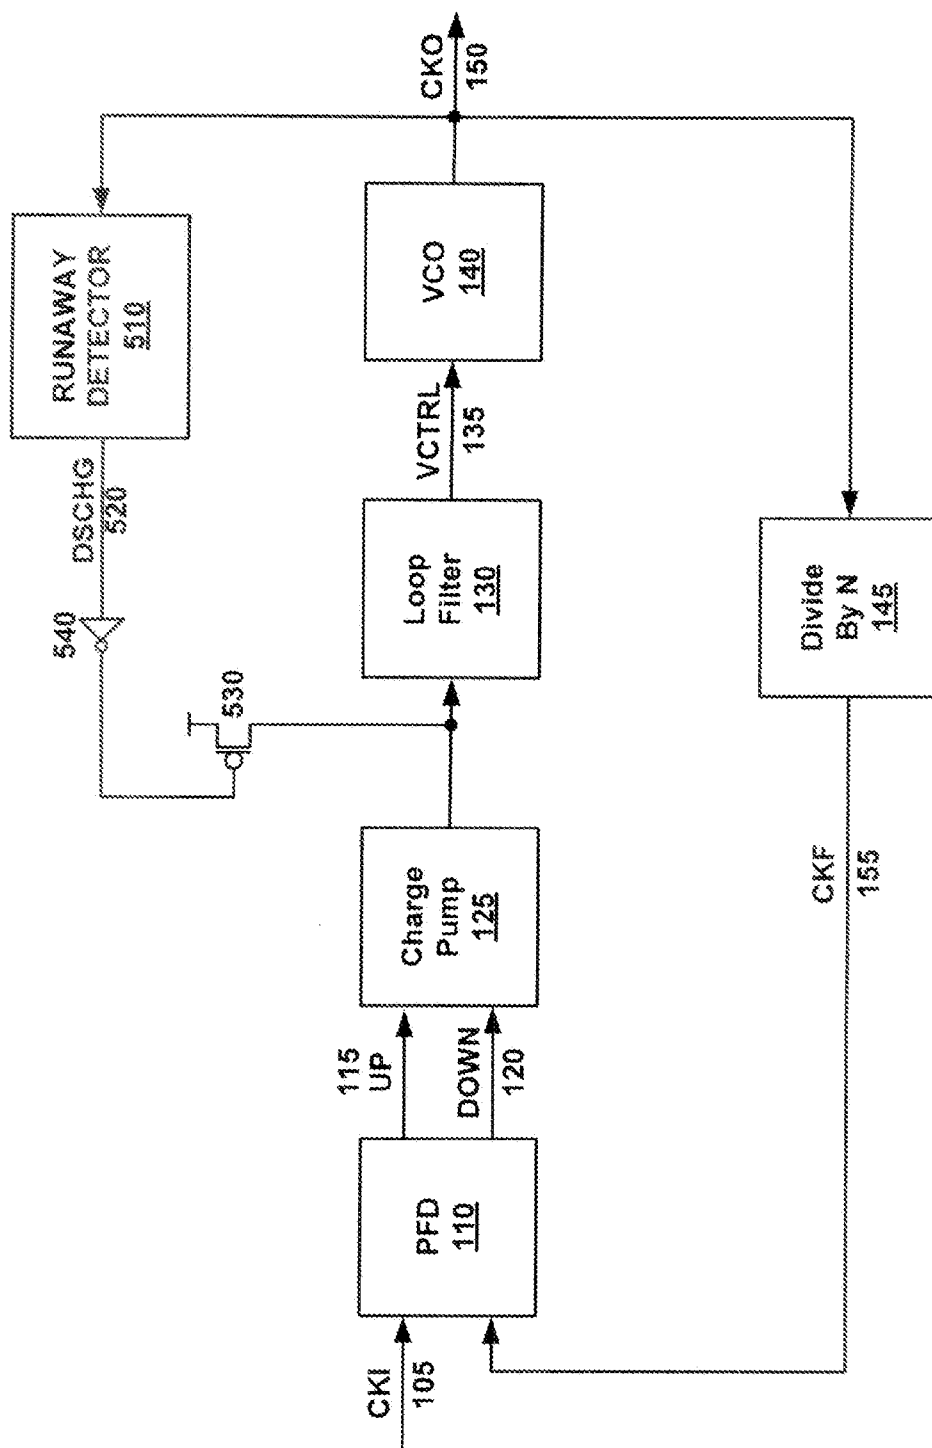 RUNAWAY
DETECTOR
510
DSCHG
520
540
530
CKI
105
PFD
110
115
UP
DOWN
120
Charge
Pump
125
Loop
Filter
130
VCTRL
135
VCO
140
CKO
150
CKF
155
Divide
By N
145